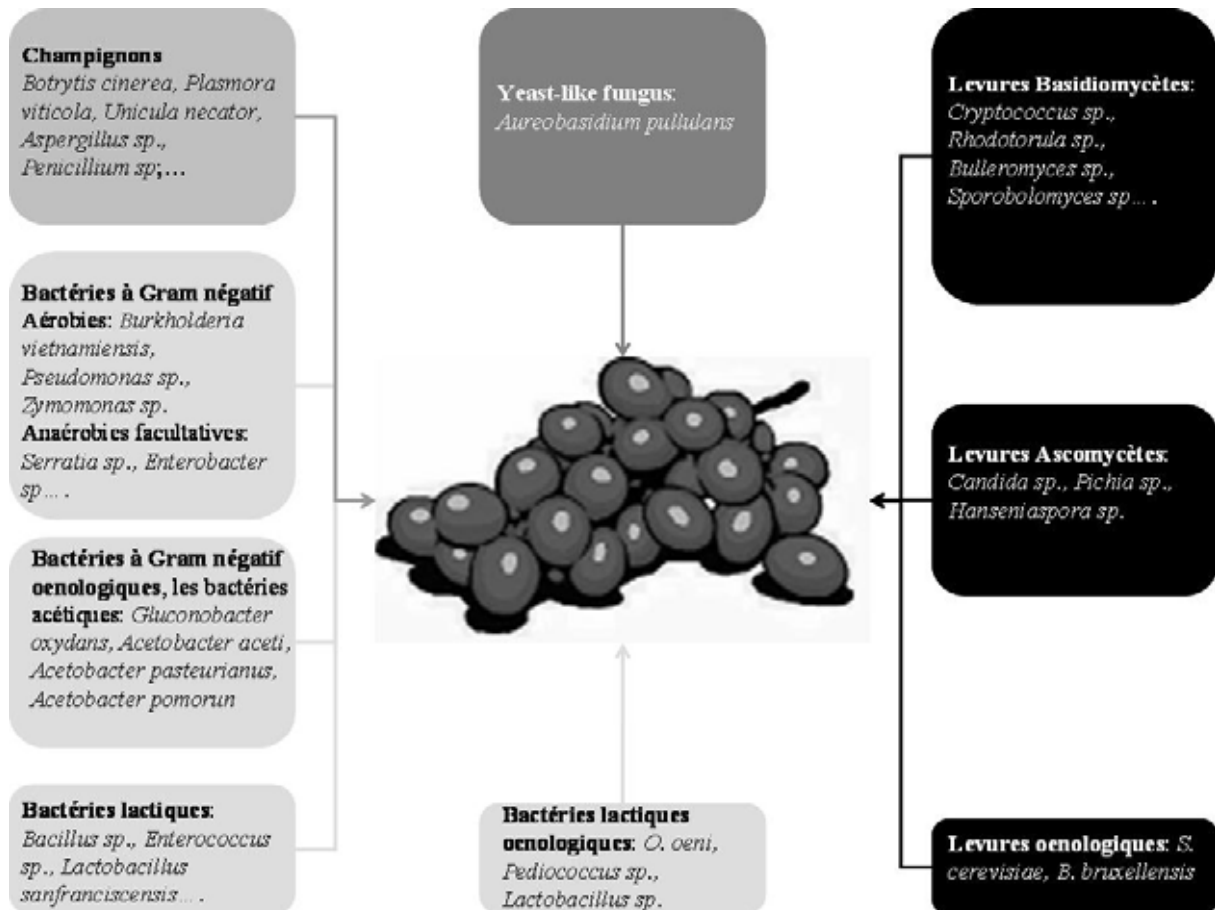 Champignons
Botrytis cinerea, Plasmora
viticola, Unicula necator,
Aspergillus sp.,
Penicillium sp;...
Yeast-like fungus:
Aureobasidium pullulans
Levures Basidiomycètes:
Cryptococcus sp.,
Rhodotorula sp.,
Bulleromyces sp.,
Sporobolomyces sp... .
Bactéries à Gram négatif
Aérobies: Burkholderia
vietnamiensis,
Pseudomonas sp.,
Zymomonas sp.
Anaérobies facultatives:
Serratia sp., Enterobacter
sp... .
Levures Ascomycètes:
Candida sp., Pichia sp.,
Hanseniaspora sp.
Bactéries à Gram négatif
oenologiques, les bactéries
acétiques: Gluconobacter
oxydans, Acetobacter aceti,
Acetobacter pasteurianus,
Acetobacter pomorun
Bactéries lactiques:
Bacillus sp., Enterococcus
sp., Lactobacillus
sanfranciscensis... .
Bactéries lactiques
oenologiques: O. oeni,
Pediococcus sp.,
Lactobacillus sp.
Levures oenologiques: S.
cerevisiae, B. bruxellensis